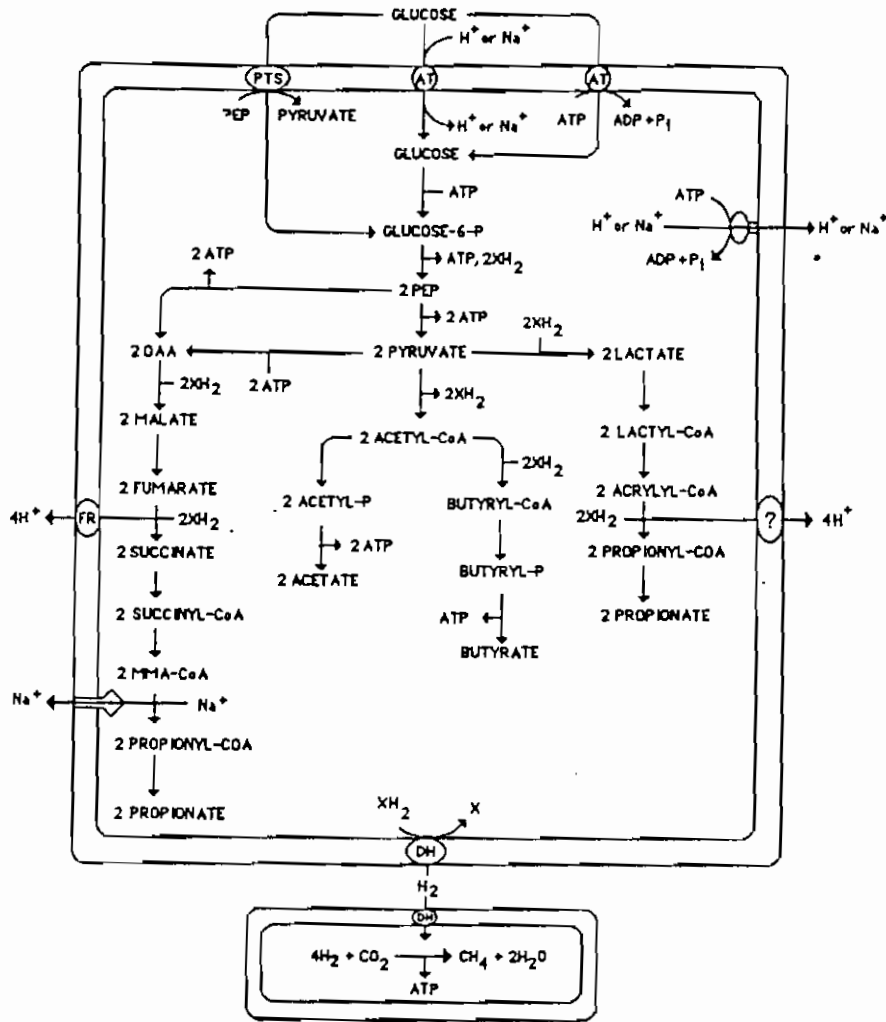 GLUCOSE
H⁺ or Na⁺
PTS AT AT
PEP PYRUVATE H⁺ or Na⁺ ATP ADP + Pᵢ
GLUCOSE
ATP ATP
GLUCOSE-6-P H⁺ or Na⁺ H⁺ or Na⁺
2 ATP ATP, 2XH₂ ADP + Pᵢ
2 PEP
2 ATP 2XH₂
2 OAA 2 PYRUVATE 2 LACTATE
2XH₂ 2 ATP 2XH₂
2 MALATE 2 ACETYL-CoA 2 LACTYL-CoA
2XH₂
2 FUMARATE 2 ACETYL-P BUTYRYL-CoA 2 ACRYLYL-CoA
4H⁺ FR 2XH₂ 2XH₂ ? 4H⁺
2 SUCCINATE 2 ATP 2 PROPIONYL-COA
2 ACETATE BUTYRYL-P
2 SUCCINYL-CoA ATP 2 PROPIONATE
BUTYRATE
2 MMA-CoA
Na⁺ Na⁺
2 PROPIONYL-COA
2 PROPIONATE XH₂ X
DH
H₂
DH
4H₂ + CO₂ CH₄ + 2H₂O
ATP